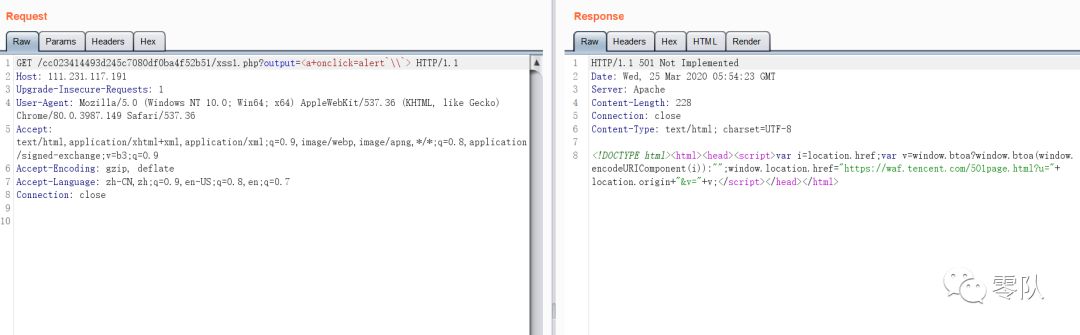 Request
Raw Params Headers Hex
1 GET /cc023414493d245c7080df0ba4f52b51/xss1.php?output=<a+onclick=alert`\\`> HTTP/1.1
2 Host: 111.231.117.191
3 Upgrade-Insecure-Requests: 1
4 User-Agent: Mozilla/5.0 (Windows NT 10.0; Win64; x64) AppleWebKit/537.36 (KHTML, like Gecko)
Chrome/80.0.3987.149 Safari/537.36
5 Accept:
text/html,application/xhtml+xml,application/xml;q=0.9,image/webp,image/apng,*/*;q=0.8,application
/signed-exchange;v=b3;q=0.9
6 Accept-Encoding: gzip, deflate
7 Accept-Language: zh-CN,zh;q=0.9,en-US;q=0.8,en;q=0.7
8 Connection: close
9
10
Response
Raw Headers Hex HTML Render
1 HTTP/1.1 501 Not Implemented
2 Date: Wed, 25 Mar 2020 05:54:23 GMT
3 Server: Apache
4 Content-Length: 228
5 Connection: close
6 Content-Type: text/html; charset=UTF-8
7
8 <!DOCTYPE html><html><head><script>var i=location.href;var v=window.btoa?window.btoa(window.
encodeURIComponent(i)):"";window.location.href="https://waf.tencent.com/501page.html?u="+
location.origin+"&v="+v;</script></head></html>
零队